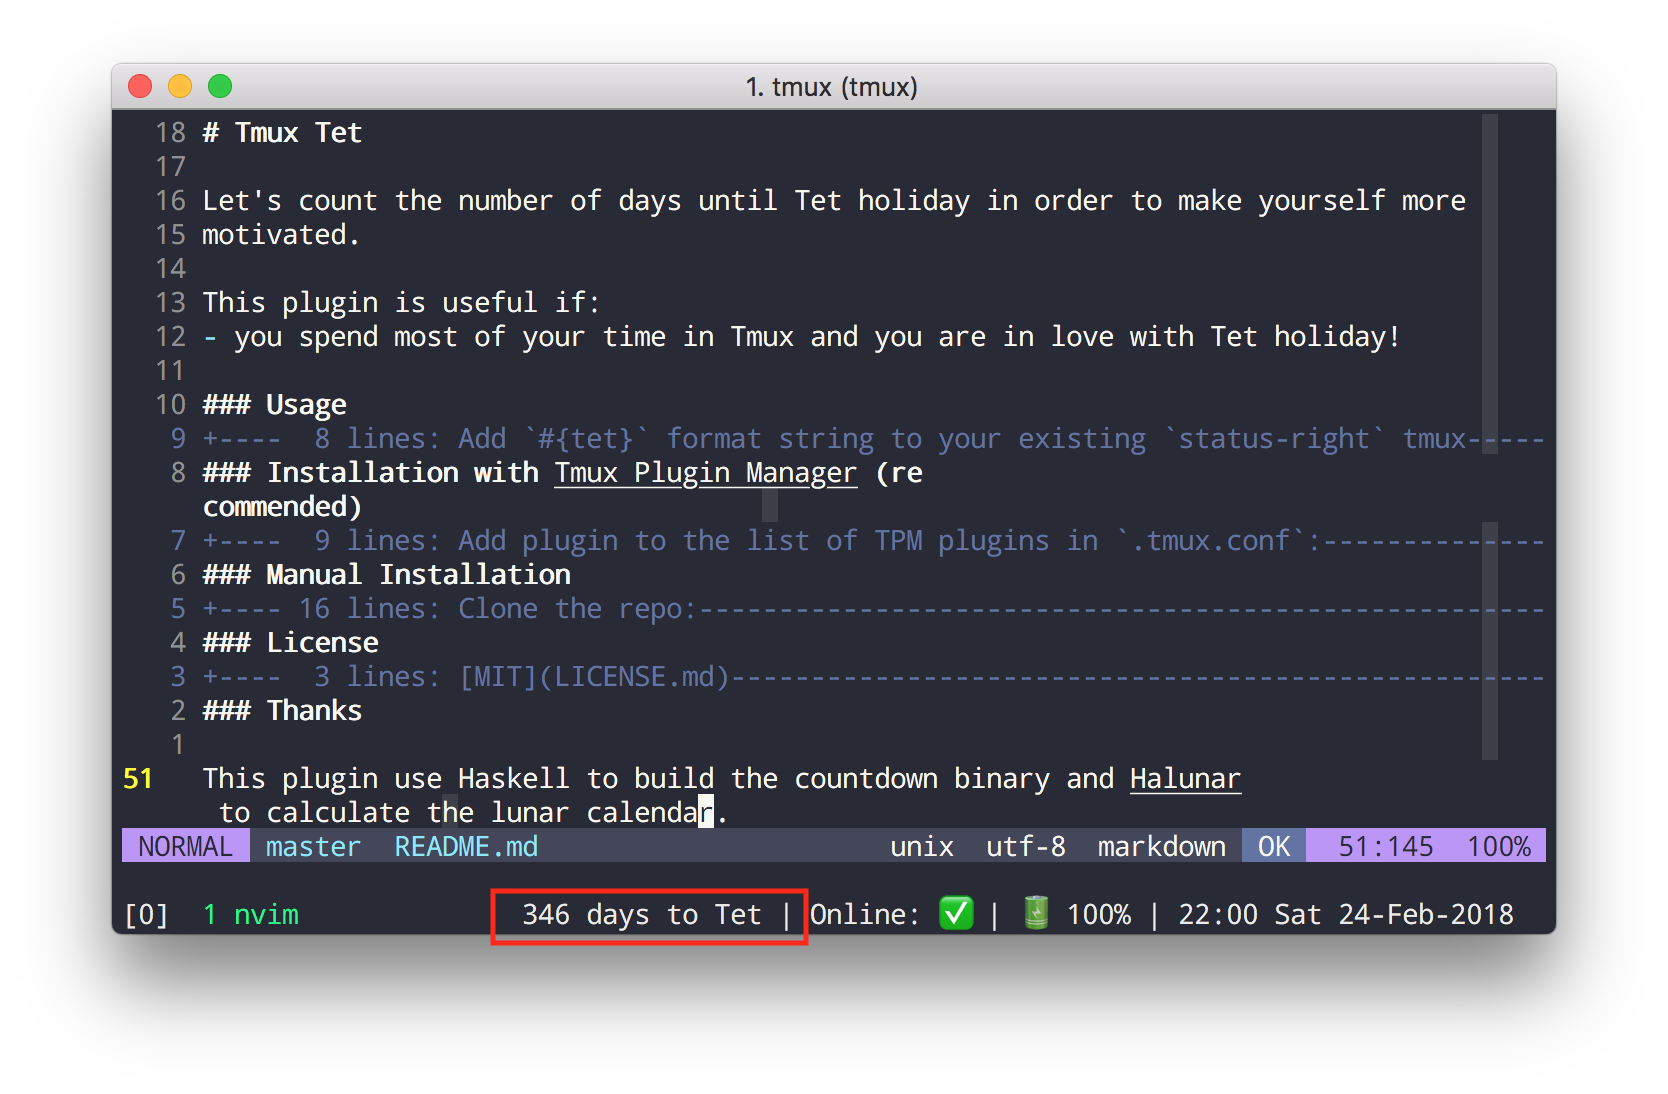 1. tmux (tmux)
18 # Tmux Tet
17
16 Let's count the number of days until Tet holiday in order to make yourself more
15 motivated.
14
13 This plugin is useful if:
12 - you spend most of your time in Tmux and you are in love with Tet holiday!
11
10 ### Usage
9 +----  8 lines: Add `#{tet}` format string to your existing `status-right` tmux-----
8 ### Installation with Tmux Plugin Manager (re
commended)
7 +----  9 lines: Add plugin to the list of TPM plugins in `.tmux.conf`:--------------
6 ### Manual Installation
5 +---- 16 lines: Clone the repo:-----------------------------------------------------
4 ### License
3 +----  3 lines: [MIT](LICENSE.md)---------------------------------------------------
2 ### Thanks
1
51 This plugin use Haskell to build the countdown binary and Halunar
to calculate the lunar calendar.
NORMAL master README.md unix utf-8 markdown OK 51:145 100%
[0] 1 nvim 346 days to Tet | Online: ✅ | 🔋 100% | 22:00 Sat 24-Feb-2018